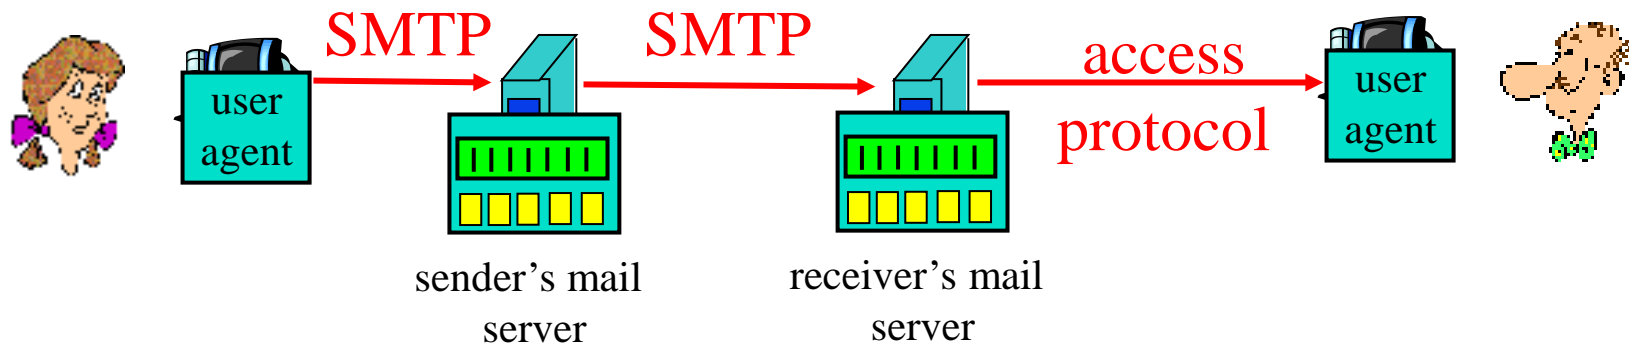 SMTP
SMTP
access
protocol
user
agent
user
agent
sender's mail
server
receiver's mail
server